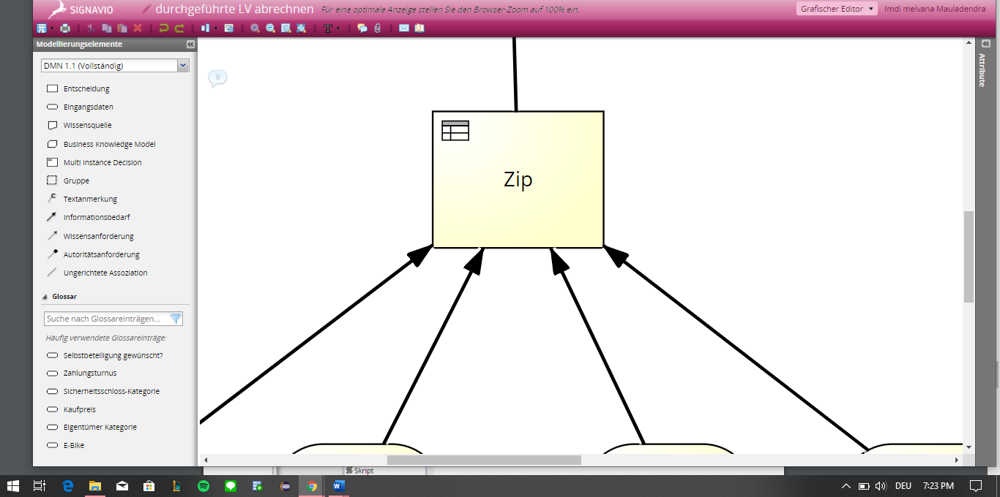 SIGNAVIO
durchgeführte LV abrechnen
Für eine optimale Anzeige stellen Sie den Browser-Zoom auf 100% ein.
Grafischer Editor
Imdi melvana Mauladendra
Modellierungselemente
DMN 1.1 (Vollständig)
Entscheidung
Eingangsdaten
Wissensquelle
Business Knowledge Model
Multi Instance Decision
Gruppe
Textanmerkung
Informationsbedarf
Wissensanforderung
Autoritätsanforderung
Ungerichtete Assoziation
Glossar
Suche nach Glossareinträgen...
Häufig verwendete Glossareinträge:
Selbstbeteiligung gewünscht?
Zahlungsturnus
Sicherheitsschloss-Kategorie
Kaufpreis
Eigentümer Kategorie
E-Bike
0
Zip
Attribute
Skript
DEU
7:23 PM